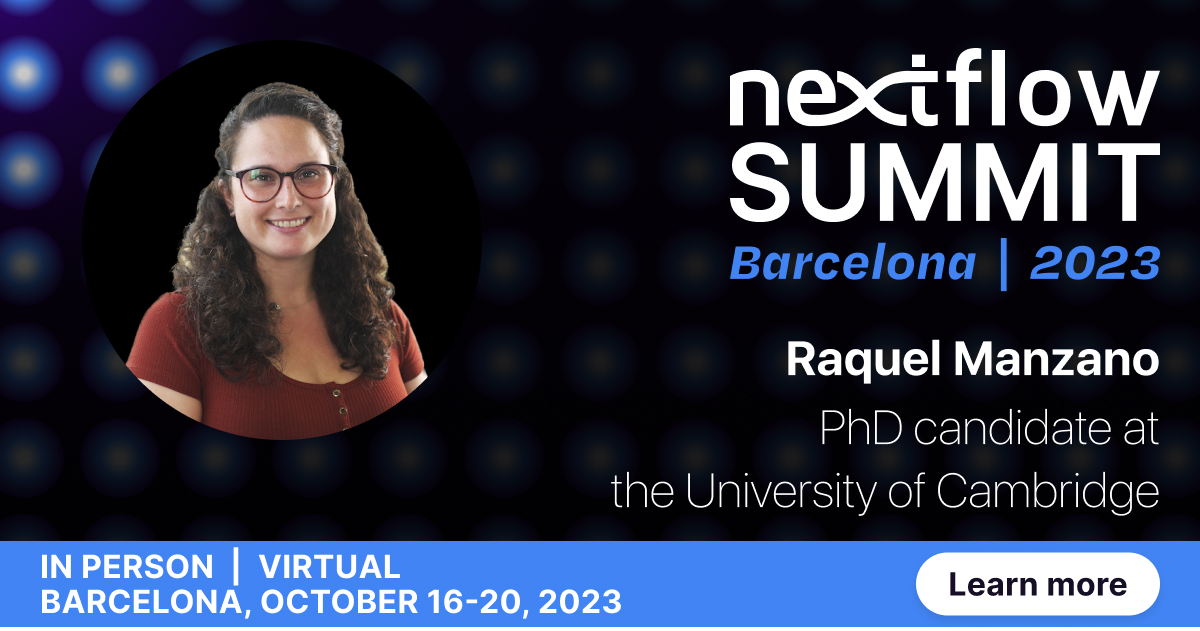 nextflow
SUMMIT
Barcelona | 2023
Raquel Manzano
PhD candidate at
the University of Cambridge
IN PERSON | VIRTUAL
BARCELONA, OCTOBER 16-20, 2023
Learn more